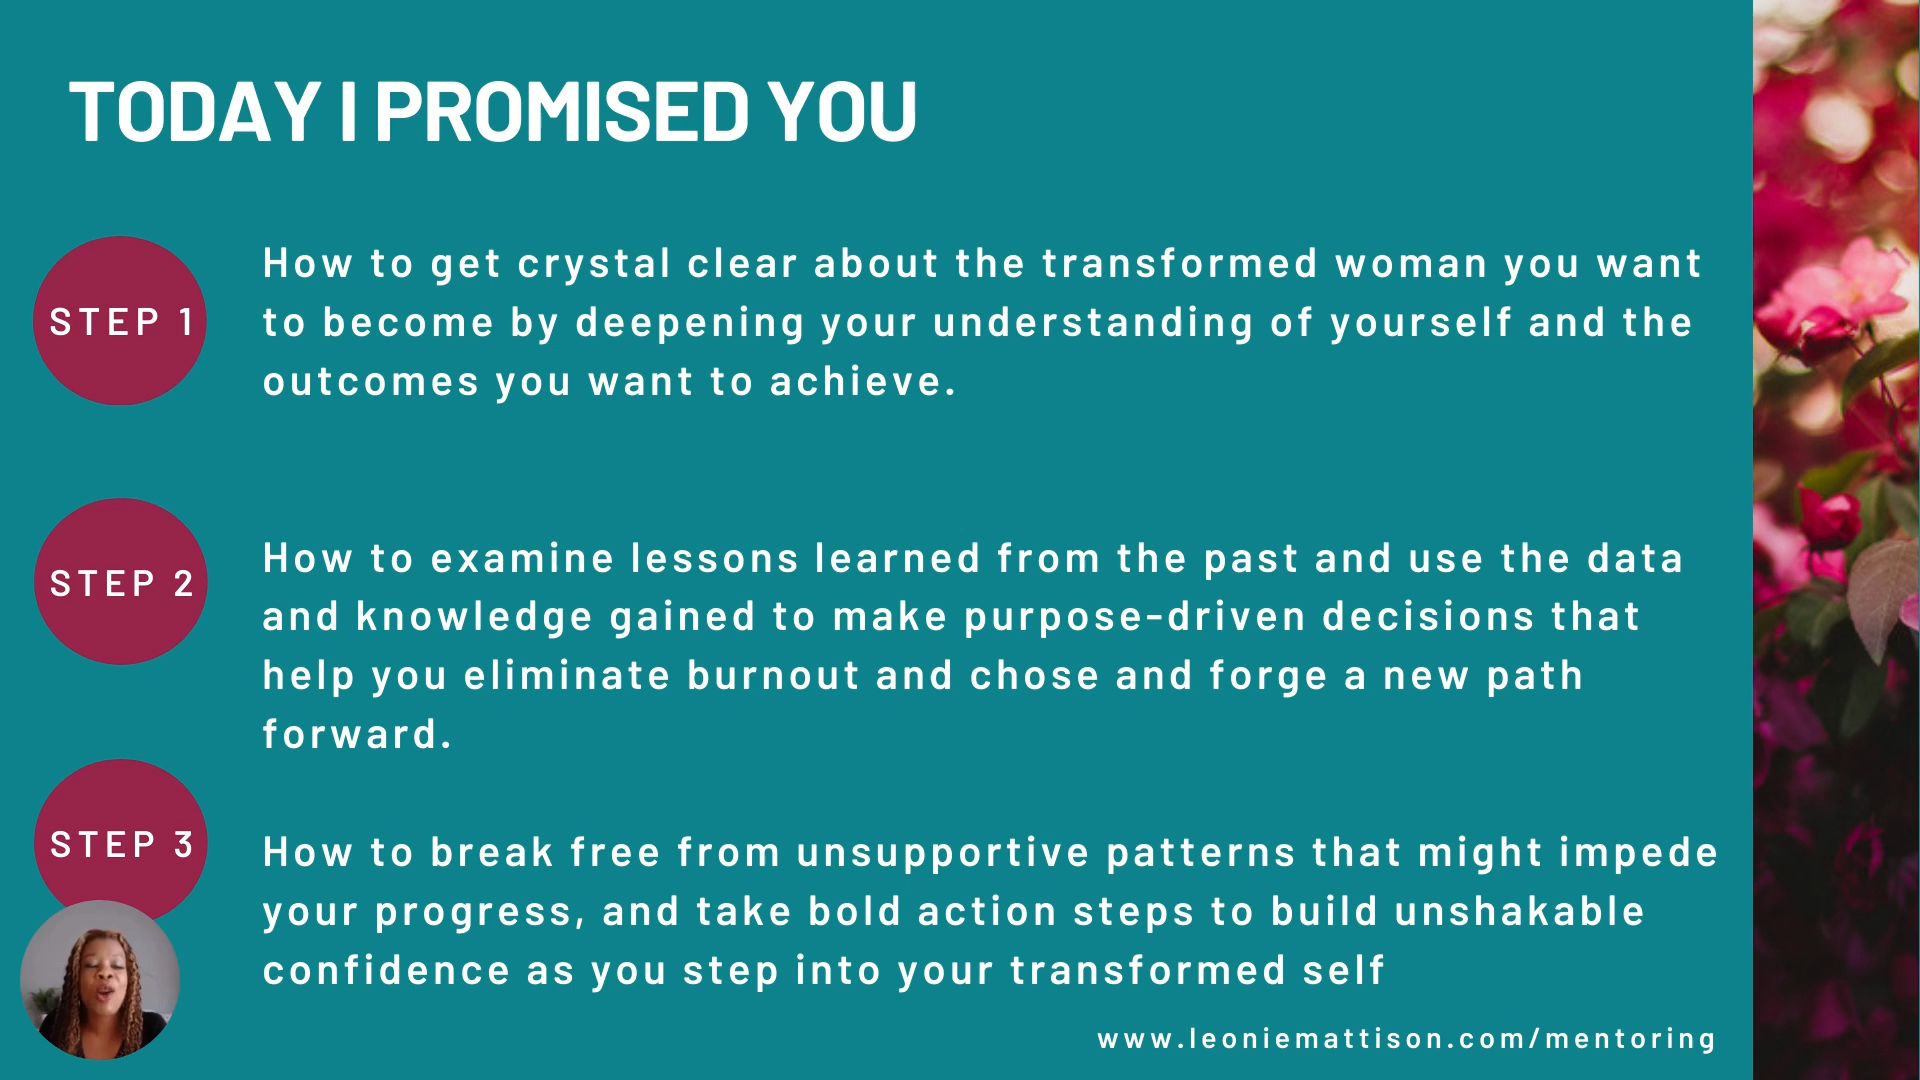 TODAY I PROMISED YOU
STEP 1
How to get crystal clear about the transformed woman you want
to become by deepening your understanding of yourself and the
outcomes you want to achieve.
STEP 2
How to examine lessons learned from the past and use the data
and knowledge gained to make purpose-driven decisions that
help you eliminate burnout and chose and forge a new path
forward.
STEP 3
How to break free from unsupportive patterns that might impede
your progress, and take bold action steps to build unshakable
confidence as you step into your transformed self
www.leoniemattison.com/mentoring